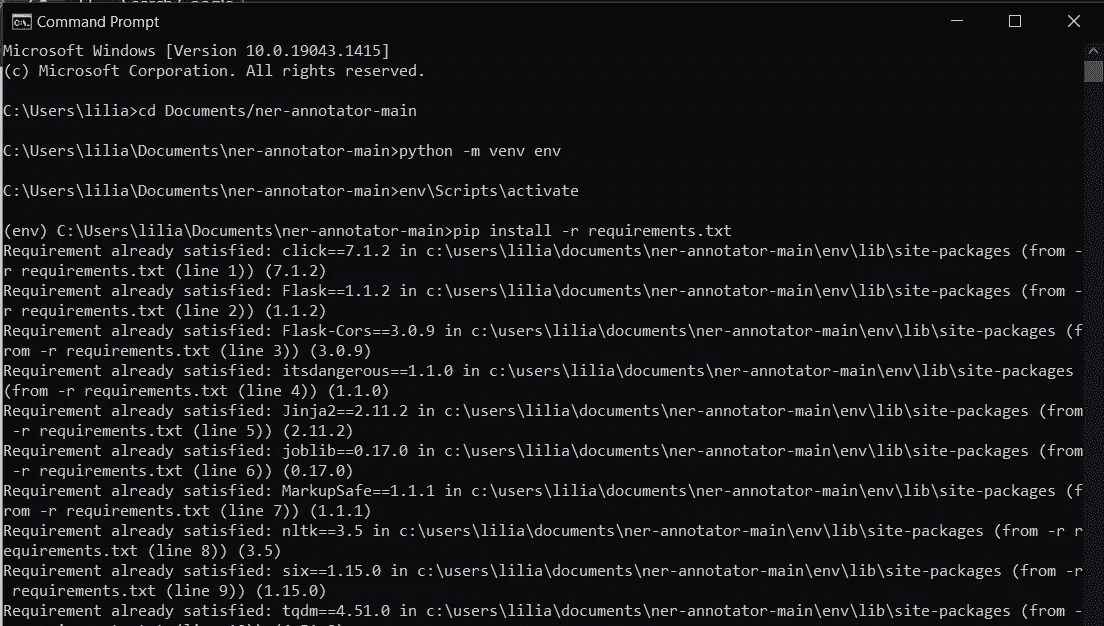 Command Prompt
Microsoft Windows [Version 10.0.19043.1415]
(c) Microsoft Corporation. All rights reserved.
C:\Users\lilia>cd Documents/ner-annotator-main
C:\Users\lilia\Documents\ner-annotator-main>python -m venv env
C:\Users\lilia\Documents\ner-annotator-main>env\Scripts\activate
(env) C:\Users\lilia\Documents\ner-annotator-main>pip install -r requirements.txt
Requirement already satisfied: click==7.1.2 in c:\users\lilia\documents\ner-annotator-main\env\lib\site-packages (from -
r requirements.txt (line 1)) (7.1.2)
Requirement already satisfied: Flask==1.1.2 in c:\users\lilia\documents\ner-annotator-main\env\lib\site-packages (from -
r requirements.txt (line 2)) (1.1.2)
Requirement already satisfied: Flask-Cors==3.0.9 in c:\users\lilia\documents\ner-annotator-main\env\lib\site-packages (f
rom -r requirements.txt (line 3)) (3.0.9)
Requirement already satisfied: itsdangerous==1.1.0 in c:\users\lilia\documents\ner-annotator-main\env\lib\site-packages
(from -r requirements.txt (line 4)) (1.1.0)
Requirement already satisfied: Jinja2==2.11.2 in c:\users\lilia\documents\ner-annotator-main\env\lib\site-packages (from
-r requirements.txt (line 5)) (2.11.2)
Requirement already satisfied: joblib==0.17.0 in c:\users\lilia\documents\ner-annotator-main\env\lib\site-packages (from
-r requirements.txt (line 6)) (0.17.0)
Requirement already satisfied: MarkupSafe==1.1.1 in c:\users\lilia\documents\ner-annotator-main\env\lib\site-packages (f
rom -r requirements.txt (line 7)) (1.1.1)
Requirement already satisfied: nltk==3.5 in c:\users\lilia\documents\ner-annotator-main\env\lib\site-packages (from -r r
equirements.txt (line 8)) (3.5)
Requirement already satisfied: six==1.15.0 in c:\users\lilia\documents\ner-annotator-main\env\lib\site-packages (from -r
requirements.txt (line 9)) (1.15.0)
Requirement already satisfied: tqdm==4.51.0 in c:\users\lilia\documents\ner-annotator-main\env\lib\site-packages (from -